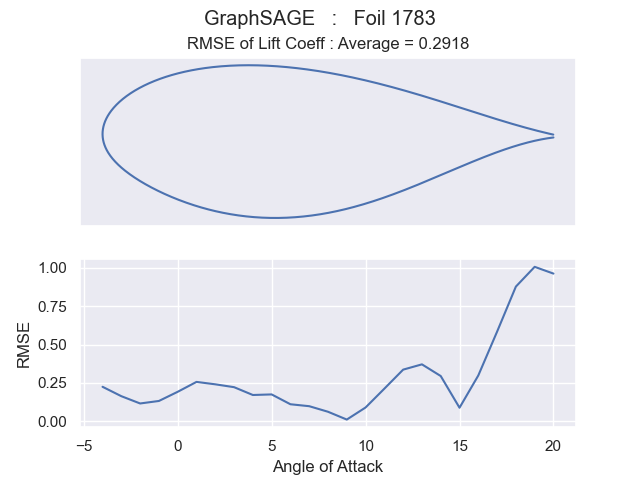 GraphSAGE   :   Foil 1783
RMSE of Lift Coeff : Average = 0.2918
1.00
0.75
0.50
0.25
0.00
RMSE
−5 0 5 10 15 20
Angle of Attack